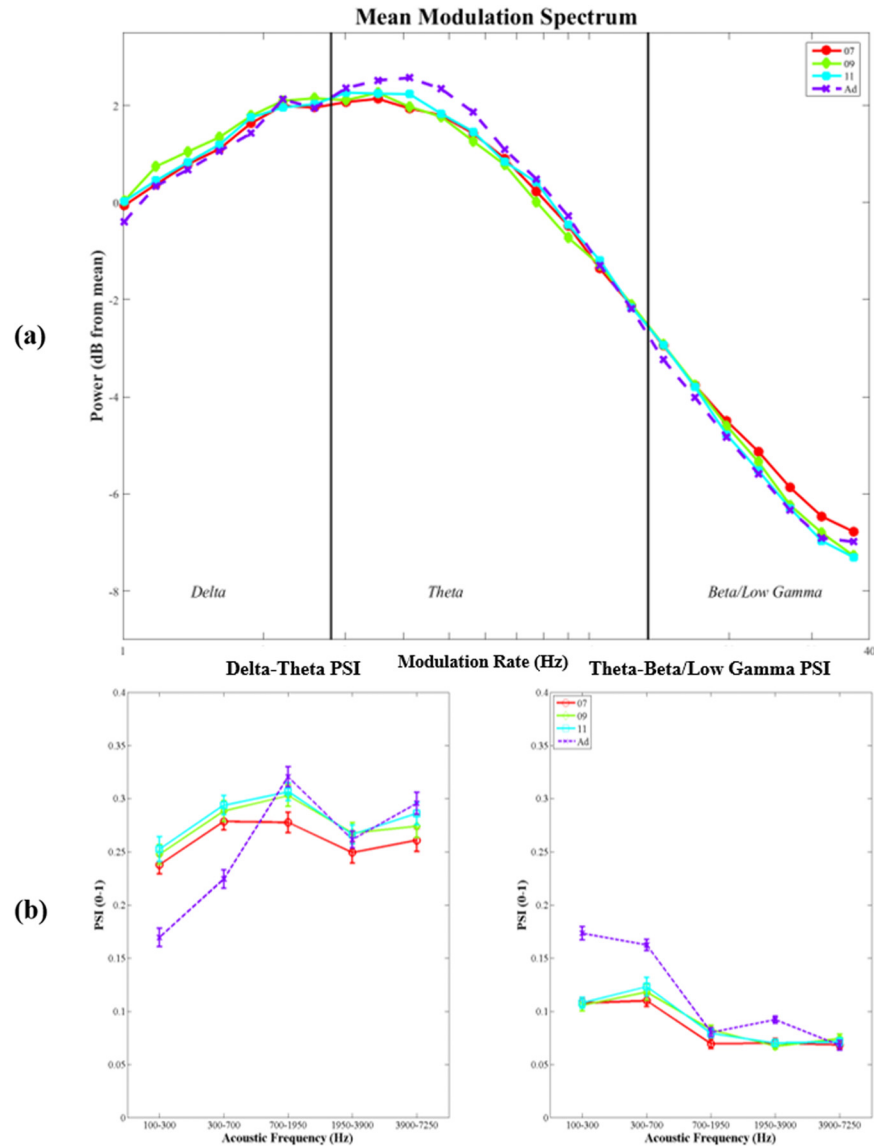 Mean Modulation Spectrum
07
09
11
Ad
2
0
-2
-4
-6
-8
Power (dB from mean)
(a)
Delta
Theta
Beta/Low Gamma
1
40
Modulation Rate (Hz)
Delta-Theta PSI
Theta-Beta/Low Gamma PSI
(b)
0.4
0.35
0.3
0.25
0.2
0.15
0.1
0.05
0
PSI (0-1)
100-300
300-700
700-1950
1950-3900
3900-7250
Acoustic Frequency (Hz)
0.4
0.35
0.3
0.25
0.2
0.15
0.1
0.05
0
PSI (0-1)
07
09
11
Ad
100-300
300-700
700-1950
1950-3900
3900-7250
Acoustic Frequency (Hz)